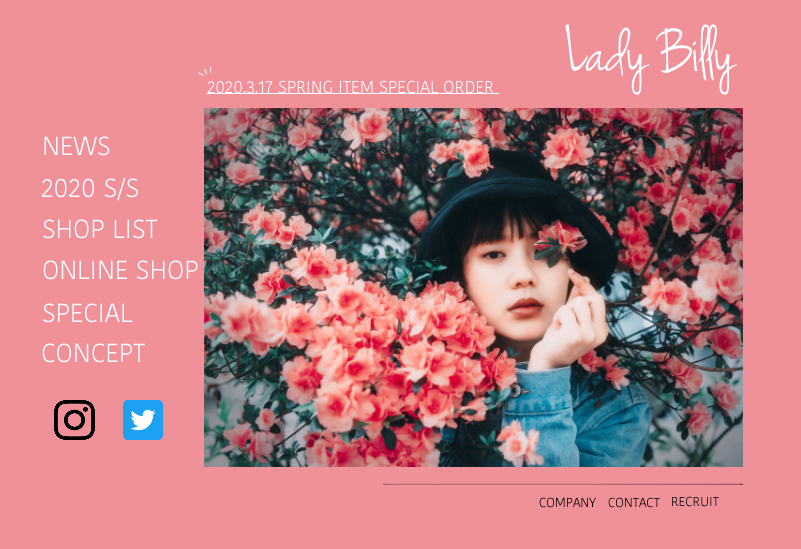 Lady Billy
2020.3.17 SPRING ITEM SPECIAL ORDER
NEWS
2020 S/S
SHOP LIST
ONLINE SHOP
SPECIAL
CONCEPT
COMPANY CONTACT RECRUIT